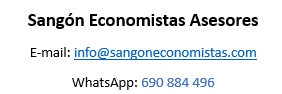 Sangón Economistas Asesores
E-mail: info@sangoneconomistas.com
WhatsApp: 690 884 496